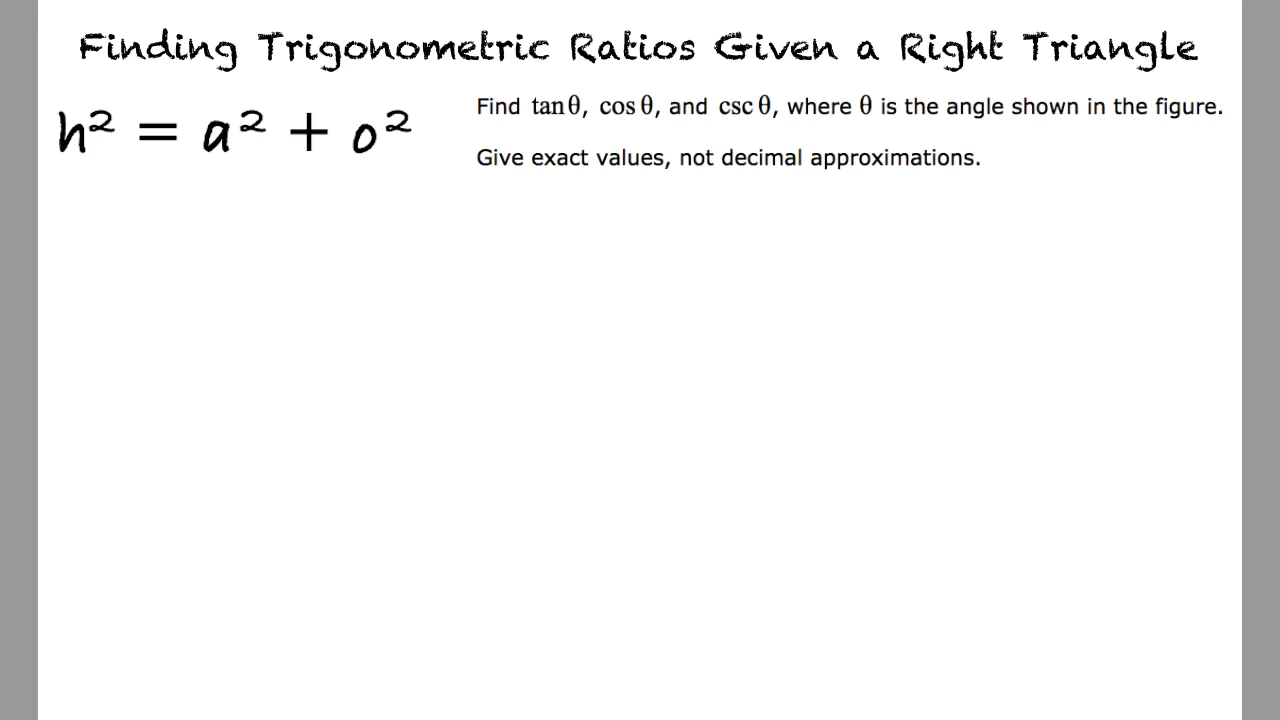 Finding Trigonometric Ratios Given a Right Triangle
h² = a² + o²
Find tan θ, cos θ, and csc θ, where θ is the angle shown in the figure.
Give exact values, not decimal approximations.